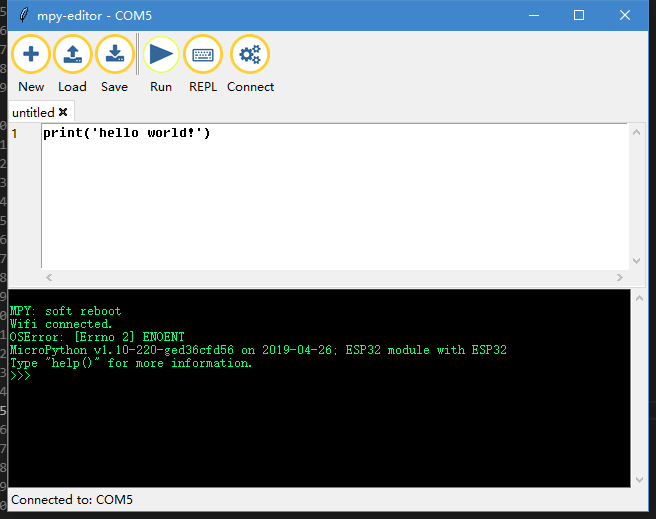 mpy-editor - COM5
New Load Save Run REPL Connect
untitled
1 print('hello world!')
MPY: soft reboot
Wifi connected.
OSError: [Errno 2] ENOENT
MicroPython v1.10-220-ged36cfd56 on 2019-04-26; ESP32 module with ESP32
Type "help()" for more information.
>>>
Connected to: COM5